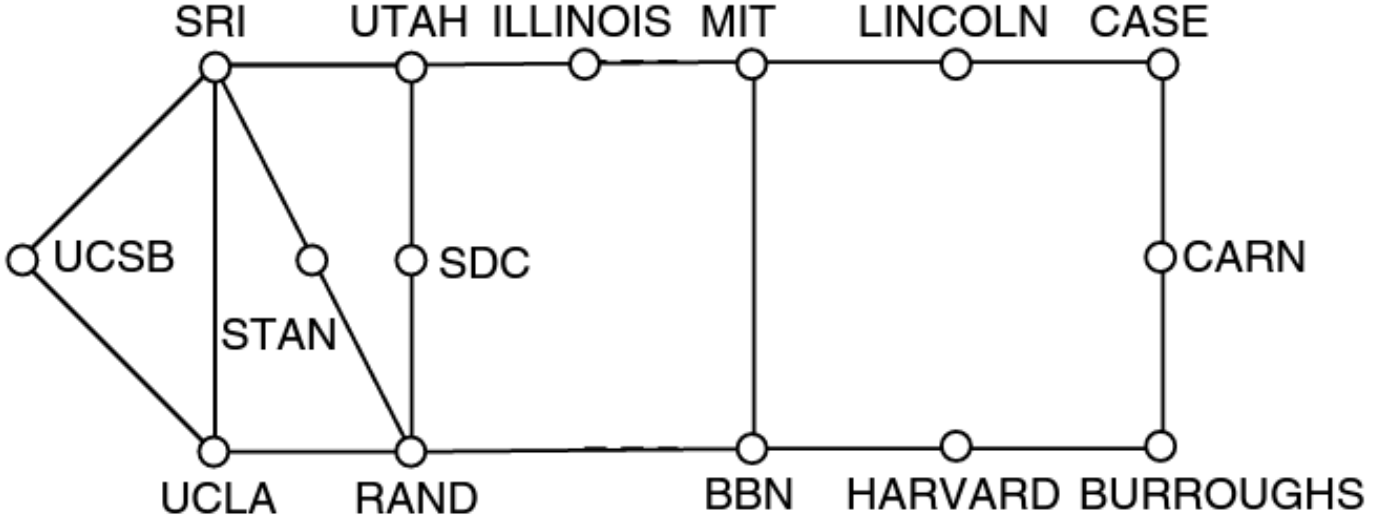 SRI UTAH ILLINOIS MIT LINCOLN CASE
UCSB SDC CARN
STAN
UCLA RAND BBN HARVARD BURROUGHS